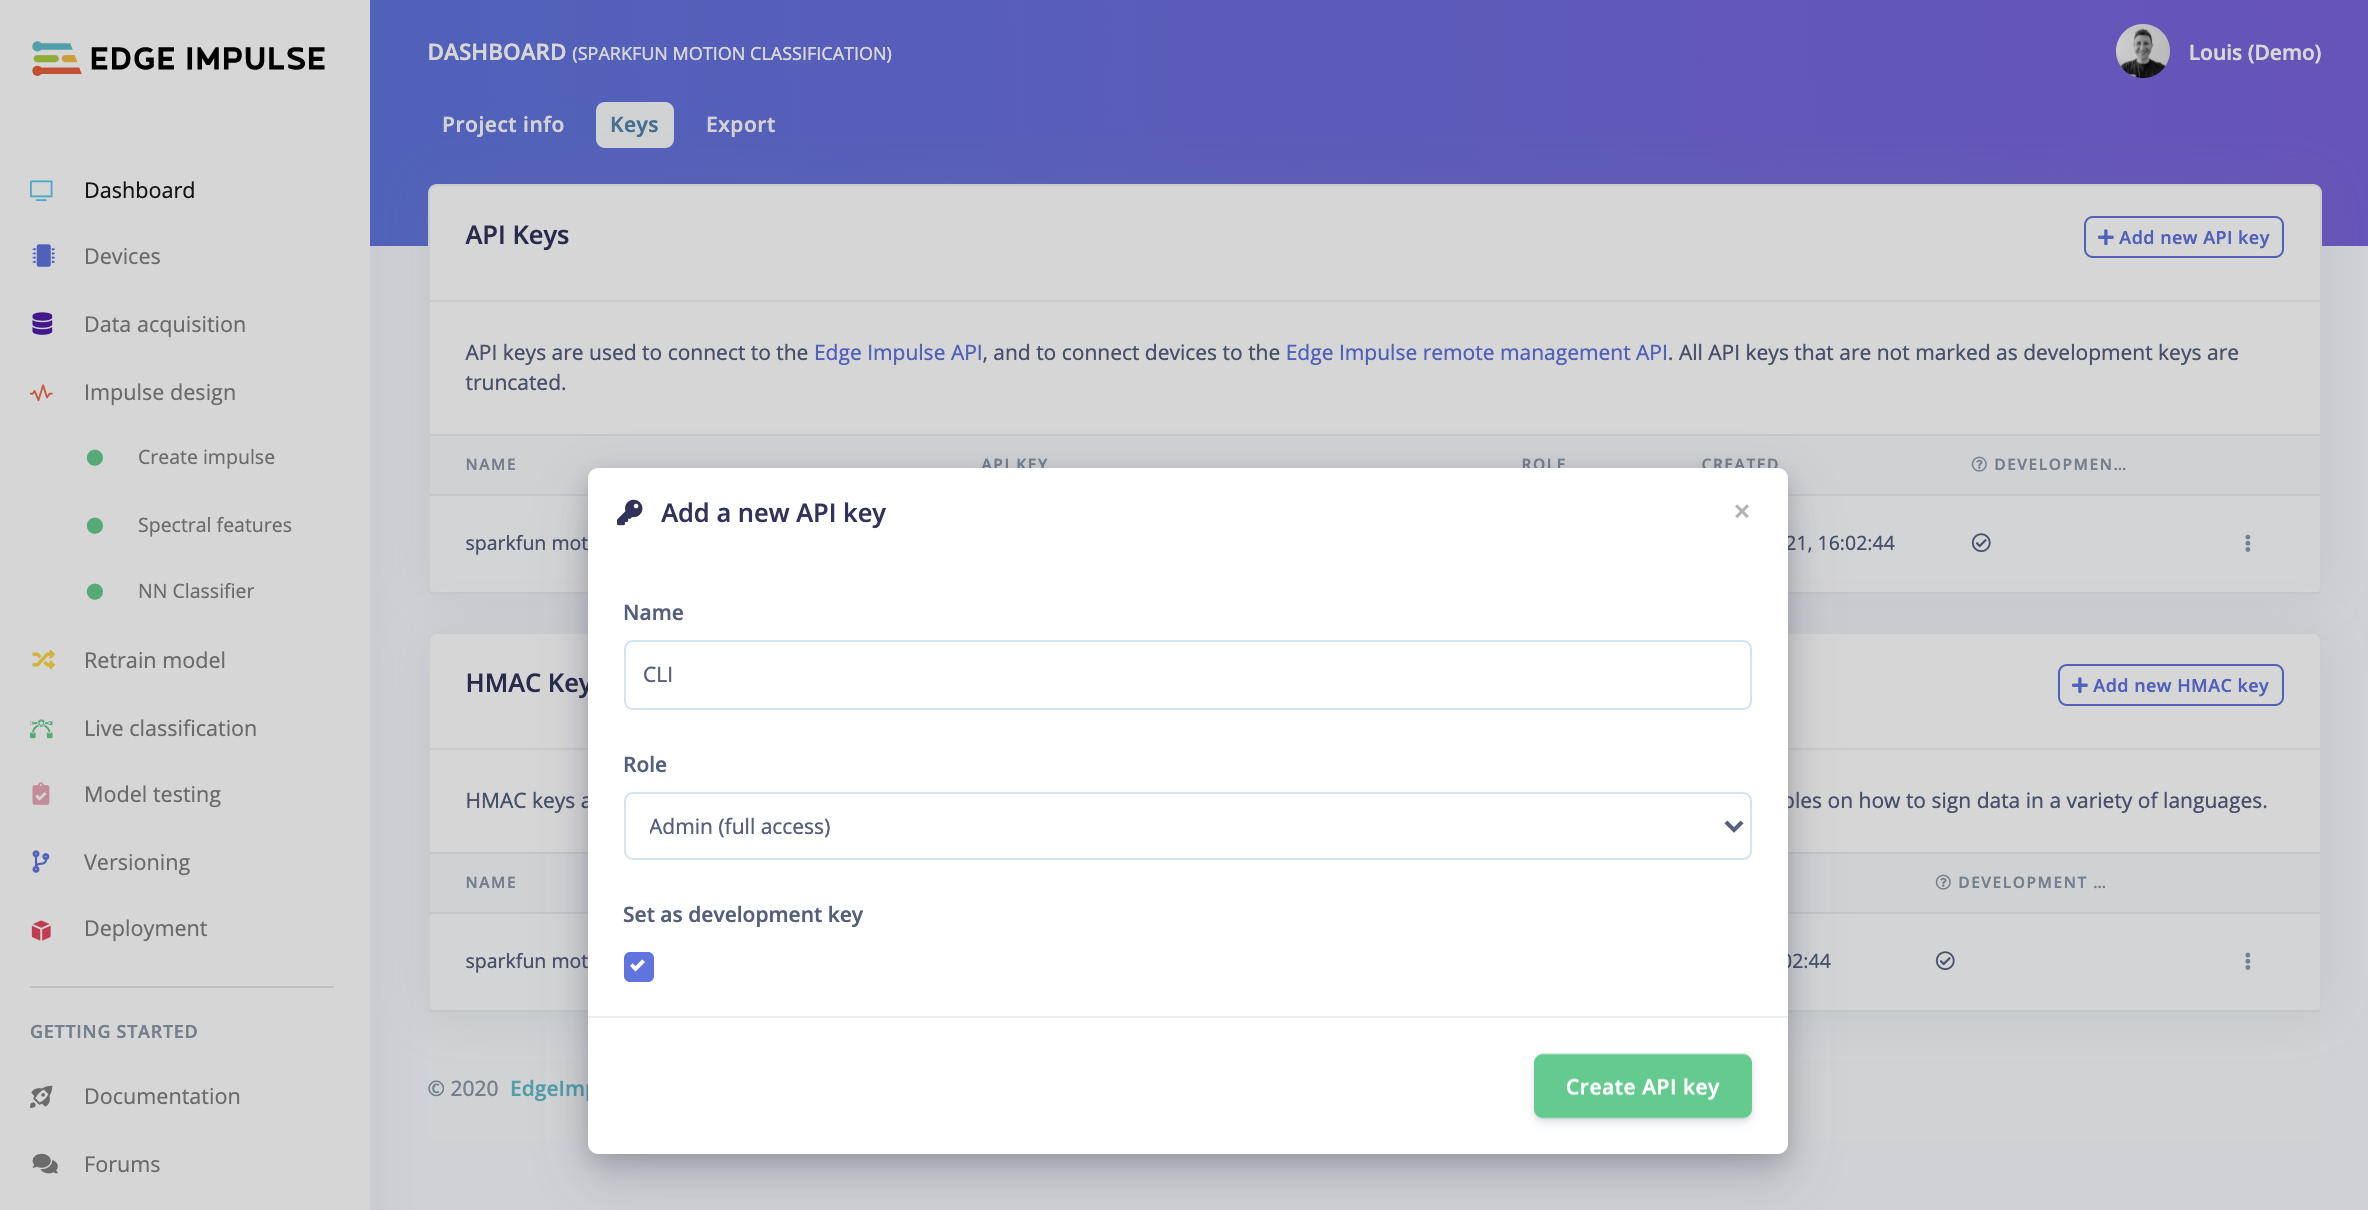 EDGE IMPULSE
DASHBOARD (SPARKFUN MOTION CLASSIFICATION)
Louis (Demo)
Project info
Keys
Export
Dashboard
Devices
Data acquisition
Impulse design
Create impulse
Spectral features
NN Classifier
Retrain model
Live classification
Model testing
Versioning
Deployment
GETTING STARTED
Documentation
Forums
API Keys
Add new API key
API keys are used to connect to the Edge Impulse API, and to connect devices to the Edge Impulse remote management API. All API keys that are not marked as development keys are
truncated.
NAME API KEY ROLE CREATED DEVELOPMEN...
sparkfun mot 21, 16:02:44
Add a new API key
Name
CLI
Role
Admin (full access)
Set as development key
Create API key
HMAC Key
Add new HMAC key
HMAC keys a bles on how to sign data in a variety of languages.
NAME DEVELOPMENT ...
sparkfun mot 02:44
© 2020 EdgeImp